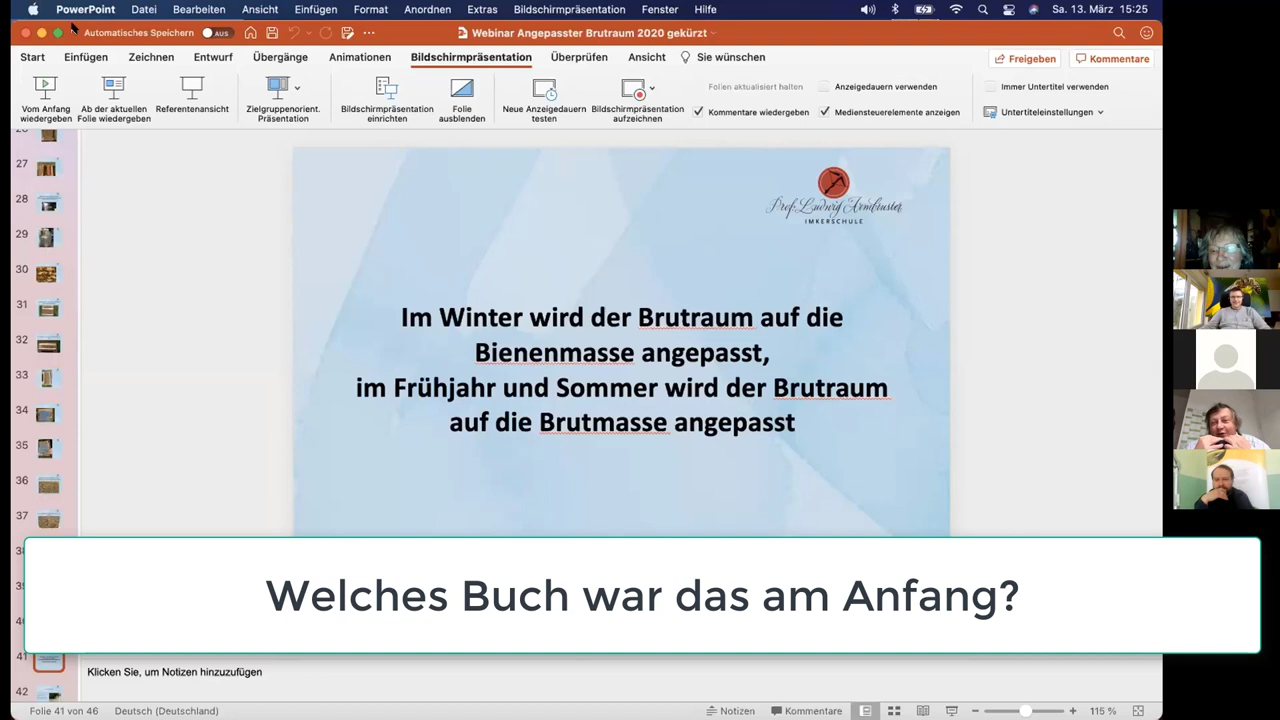 PowerPoint Datei Bearbeiten Ansicht Einfügen Format Anordnen Extras Bildschirmpräsentation Fenster Hilfe Sa. 13. März 15:25
Automatisches Speichern AUS Webinar Angepasster Brutraum 2020 gekürzt
Start Einfügen Zeichnen Entwurf Übergänge Animationen Bildschirmpräsentation Überprüfen Ansicht Sie wünschen Freigeben Kommentare
Vom Anfang wiedergeben
Ab der aktuellen Folie wiedergeben
Referentenansicht
Zielgruppenorient. Präsentation
Bildschirmpräsentation einrichten
Folie ausblenden
Neue Anzeigedauern testen
Bildschirmpräsentation aufzeichnen
Folien aktualisiert halten
Anzeigedauern verwenden
Immer Untertitel verwenden
Kommentare wiedergeben
Mediensteuerelemente anzeigen
Untertiteleinstellungen
27
28
29
30
31
32
33
34
35
36
37
41
42
Prof. Ludwig Armbruster
IMKERSCHULE
Im Winter wird der Brutraum auf die
Bienenmasse angepasst,
im Frühjahr und Sommer wird der Brutraum
auf die Brutmasse angepasst
Welches Buch war das am Anfang?
Klicken Sie, um Notizen hinzuzufügen
Folie 41 von 46 Deutsch (Deutschland) Notizen Kommentare 115 %